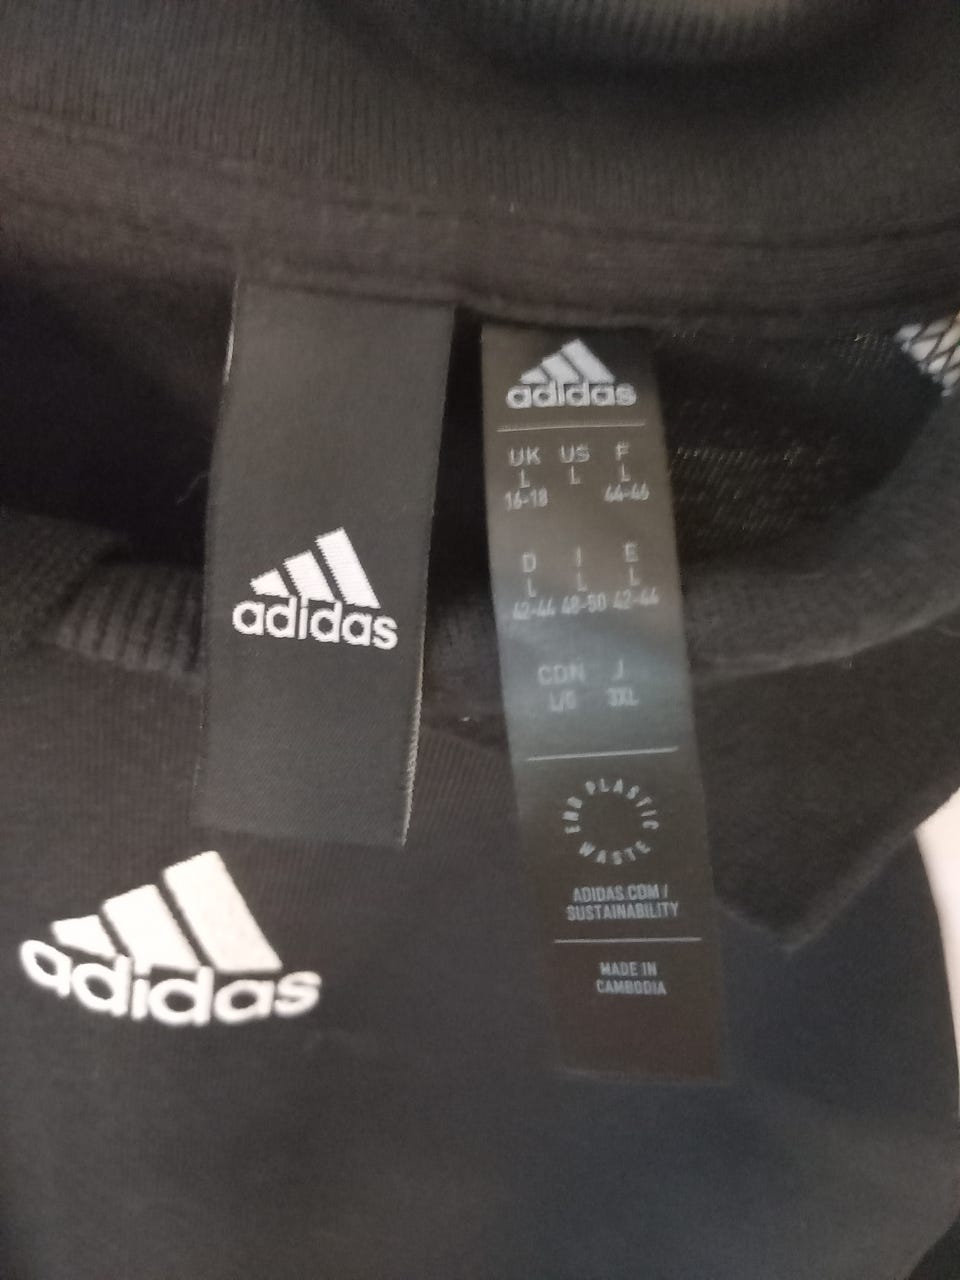 adidas
adidas
UK US F
L L L
16-18 44-46
D I E
L L L
42-44 48-50 42-44
CDN J
L/G 3XL
END PLASTIC WASTE
ADIDAS.COM /
SUSTAINABILITY
MADE IN
CAMBODIA
adidas